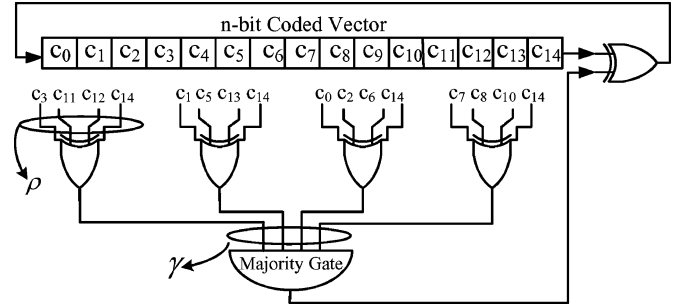 n-bit Coded Vector
c₀ c₁ c₂ c₃ c₄ c₅ c₆ c₇ c₈ c₉ c₁₀ c₁₁ c₁₂ c₁₃ c₁₄
c₃ c₁₁ c₁₂ c₁₄ c₁ c₅ c₁₃ c₁₄ c₀ c₂ c₆ c₁₄ c₇ c₈ c₁₀ c₁₄
ρ
γ Majority Gate